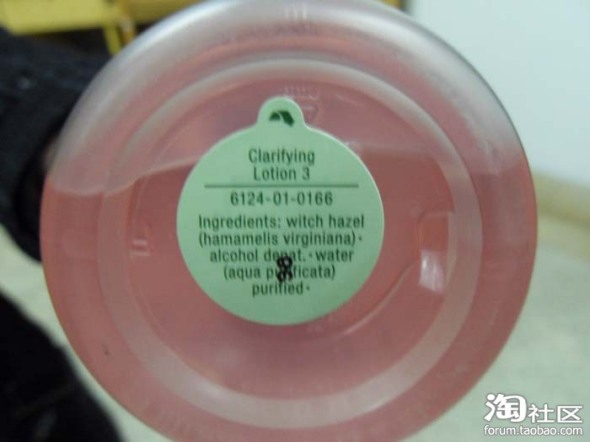 Clarifying
Lotion 3
6124-01-0166
Ingredients: witch hazel
(hamamelis virginiana)·
alcohol denat.·water
(aqua purificata)
purified·
淘社区
forum.taobao.com